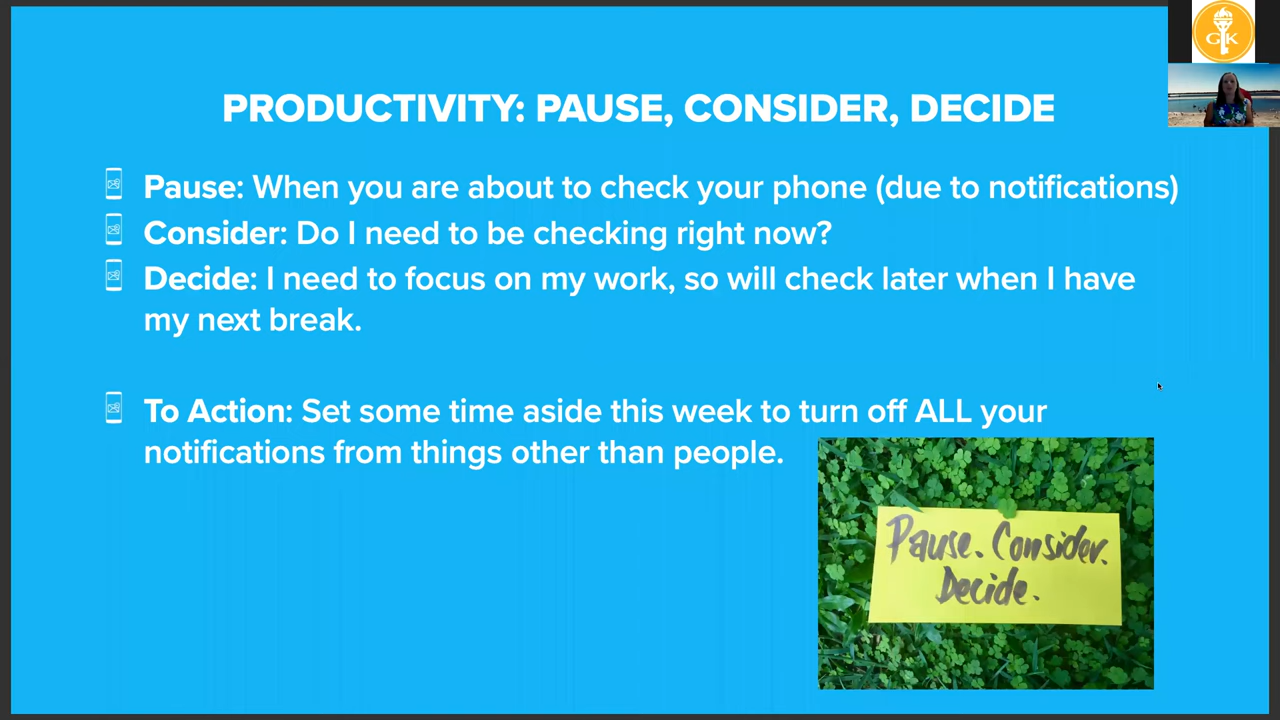 GK
PRODUCTIVITY: PAUSE, CONSIDER, DECIDE
Pause: When you are about to check your phone (due to notifications)
Consider: Do I need to be checking right now?
Decide: I need to focus on my work, so will check later when I have
my next break.
To Action: Set some time aside this week to turn off ALL your
notifications from things other than people.
Pause. Consider.
Decide.